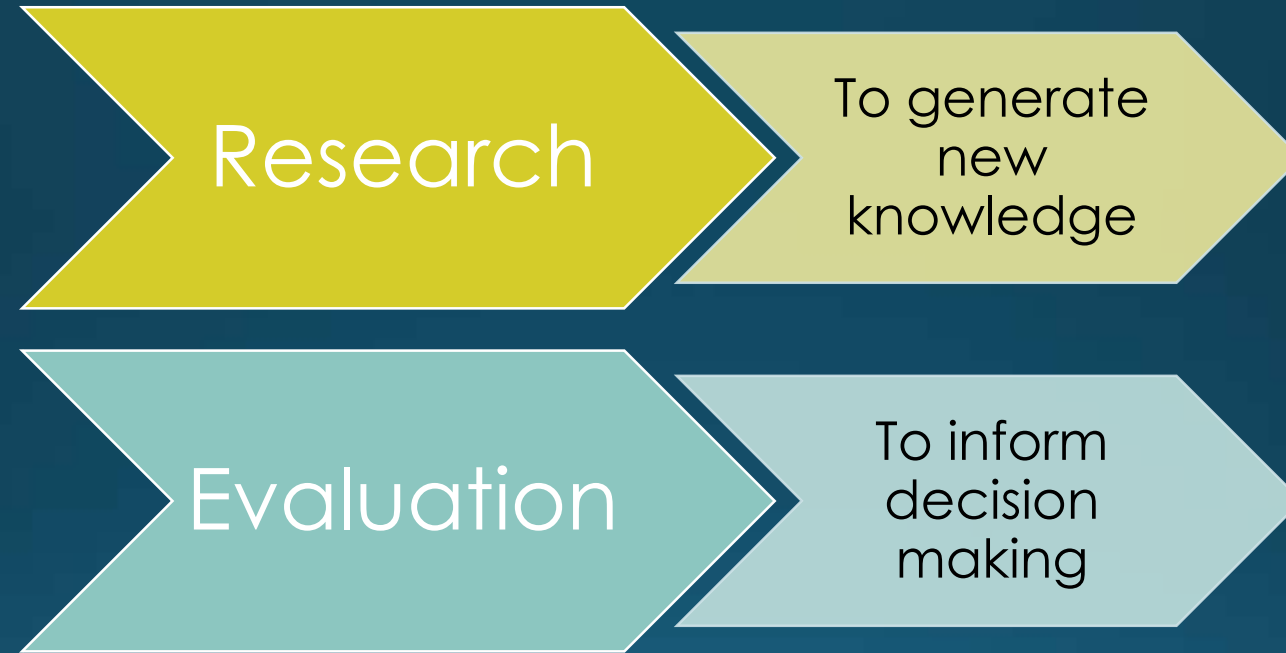 Research
To generate
new
knowledge
Evaluation
To inform
decision
making